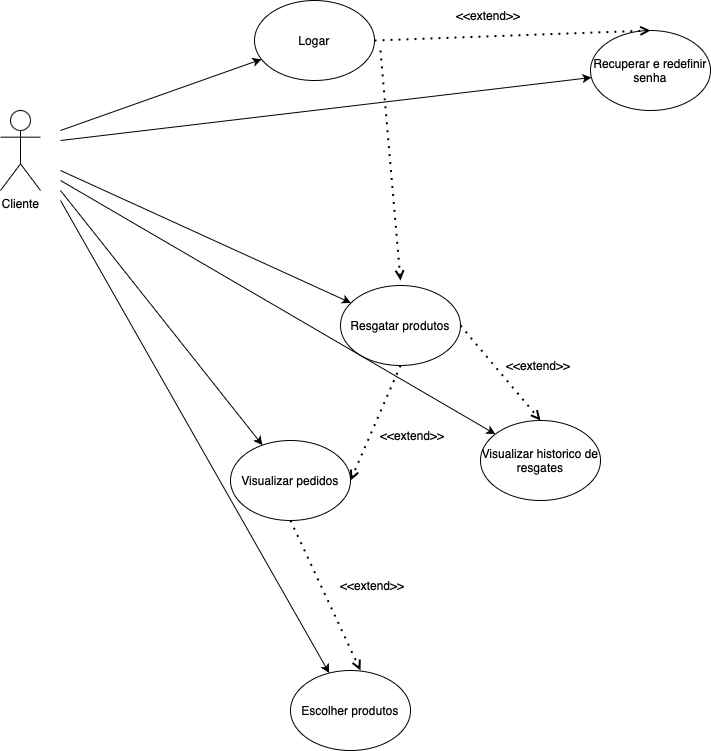 <<extend>>
Logar
Recuperar e redefinir
senha
Cliente
Resgatar produtos
<<extend>>
<<extend>>
Visualizar historico de
resgates
Visualizar pedidos
<<extend>>
Escolher produtos